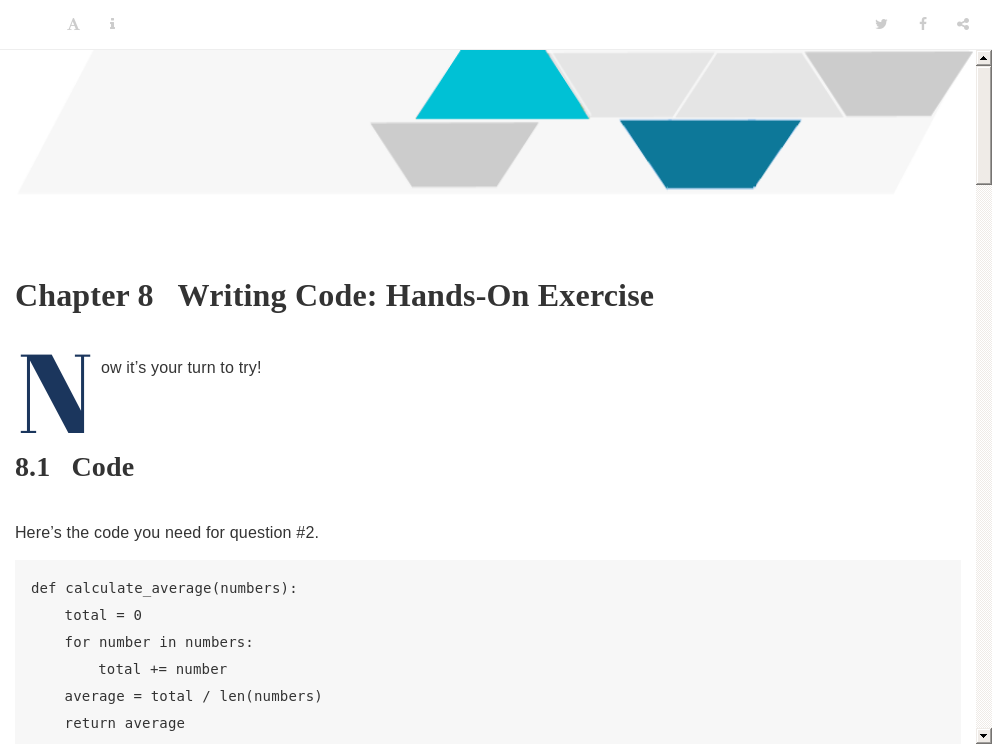 A i
Chapter 8 Writing Code: Hands-On Exercise
Now it’s your turn to try!
8.1 Code
Here’s the code you need for question #2.
def calculate_average(numbers):
    total = 0
    for number in numbers:
        total += number
    average = total / len(numbers)
    return average